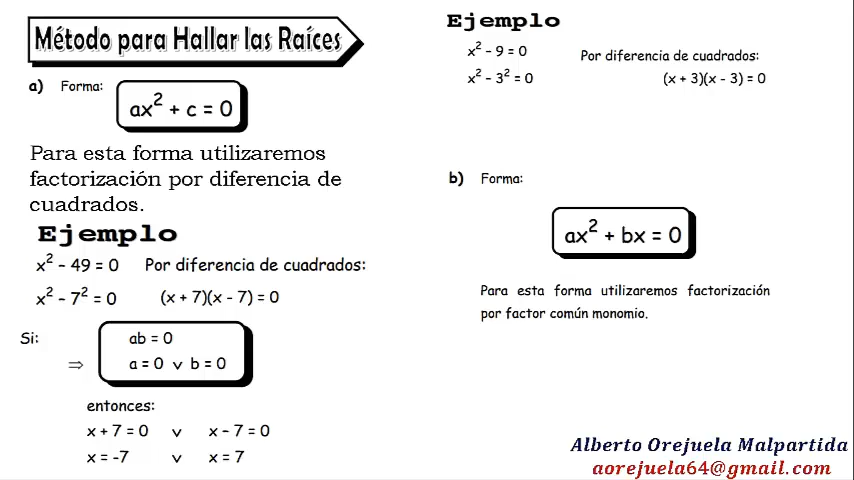 Método para Hallar las Raíces
a) Forma:
ax² + c = 0
Para esta forma utilizaremos
factorización por diferencia de
cuadrados.
Ejemplo
x² – 49 = 0 Por diferencia de cuadrados:
x² – 7² = 0 (x + 7)(x - 7) = 0
Si: ab = 0
⇒ a = 0 ∨ b = 0
entonces:
x + 7 = 0 ∨ x – 7 = 0
x = -7 ∨ x = 7
Ejemplo
x² – 9 = 0 Por diferencia de cuadrados:
x² – 3² = 0 (x + 3)(x - 3) = 0
b) Forma:
ax² + bx = 0
Para esta forma utilizaremos factorización
por factor común monomio.
Alberto Orejuela Malpartida
aorejuela64@gmail.com